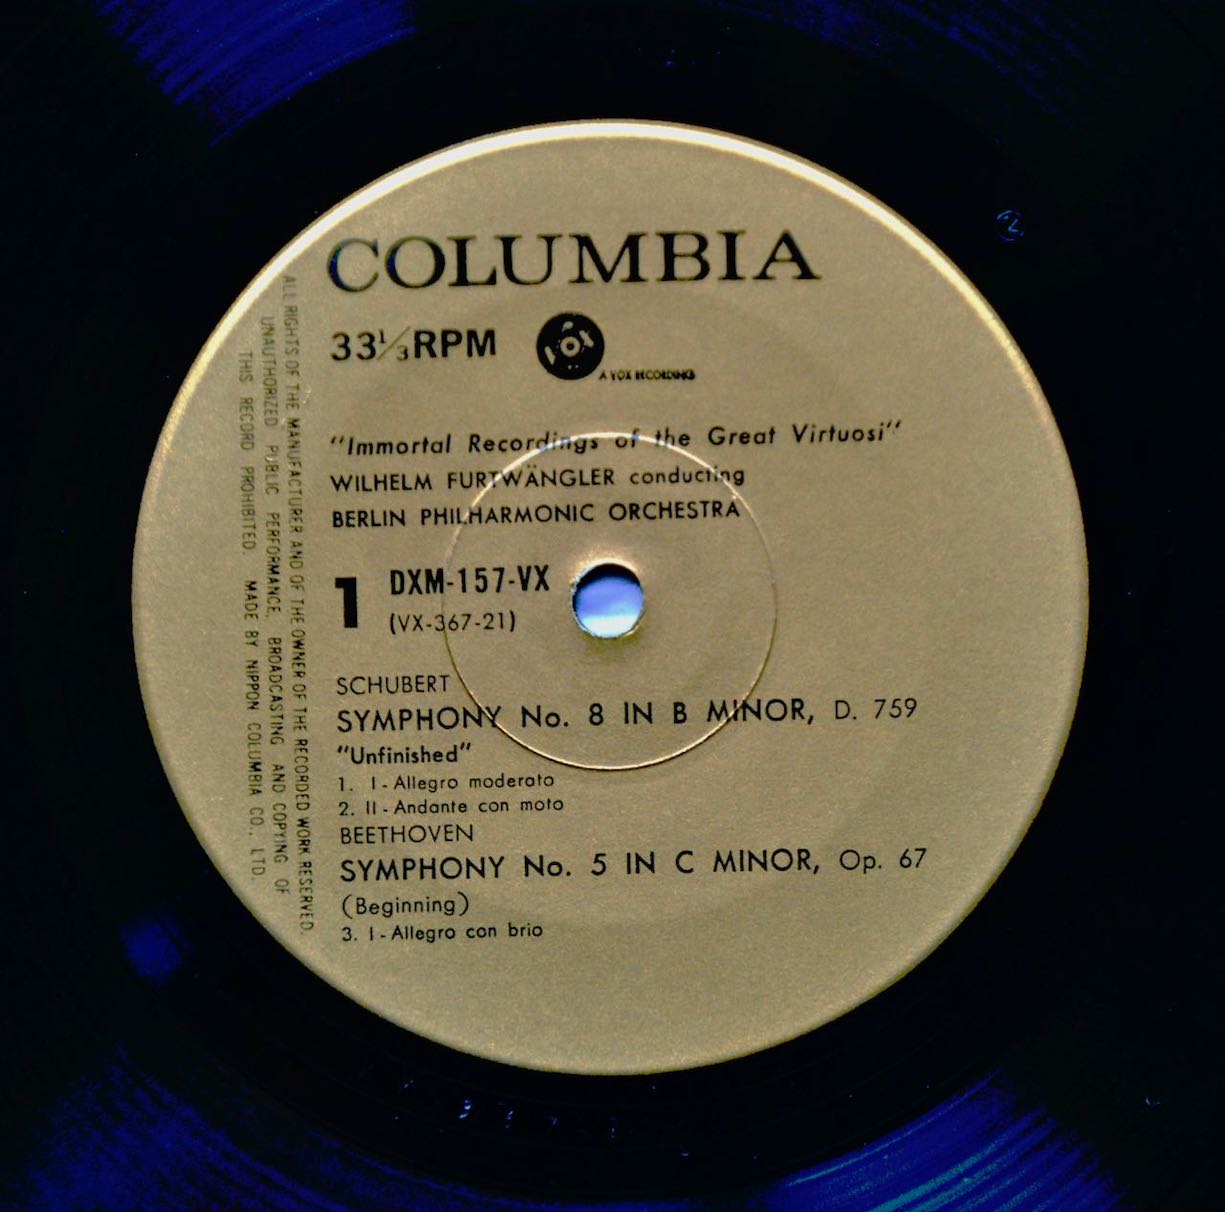 COLUMBIA
33⅓ RPM
VOX
A VOX RECORDINGS
"Immortal Recordings of the Great Virtuosi"
WILHELM FURTWÄNGLER conducting
BERLIN PHILHARMONIC ORCHESTRA
1
DXM-157-VX
(VX-367-21)
SCHUBERT
SYMPHONY No. 8 IN B MINOR, D. 759
"Unfinished"
1. I - Allegro moderato
2. II - Andante con moto
BEETHOVEN
SYMPHONY No. 5 IN C MINOR, Op. 67
(Beginning)
3. I - Allegro con brio
ALL RIGHTS OF THE MANUFACTURER AND OF THE OWNER OF THE RECORDED WORK RESERVED.
UNAUTHORIZED PUBLIC PERFORMANCE, BROADCASTING AND COPYING OF
THIS RECORD PROHIBITED. MADE BY NIPPON COLUMBIA CO., LTD.